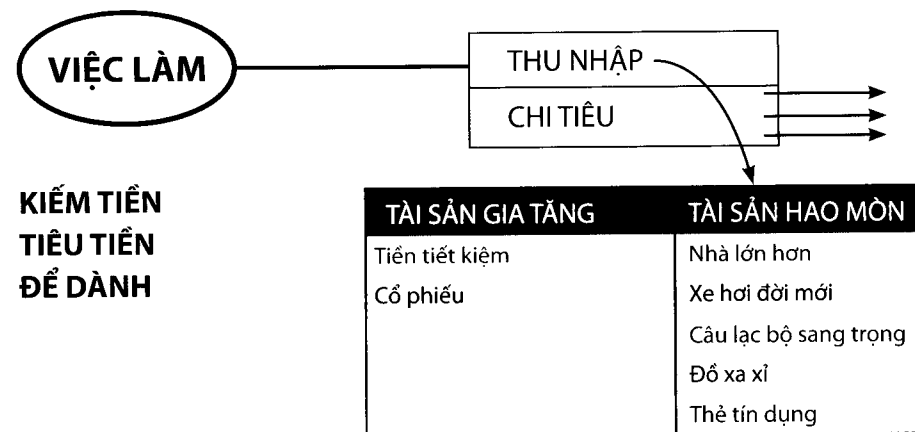 VIỆC LÀM
THU NHẬP
CHI TIÊU
KIẾM TIỀN
TIÊU TIỀN
ĐỂ DÀNH
TÀI SẢN GIA TĂNG
TÀI SẢN HAO MÒN
Tiền tiết kiệm
Nhà lớn hơn
Cổ phiếu
Xe hơi đời mới
Câu lạc bộ sang trọng
Đồ xa xỉ
Thẻ tín dụng